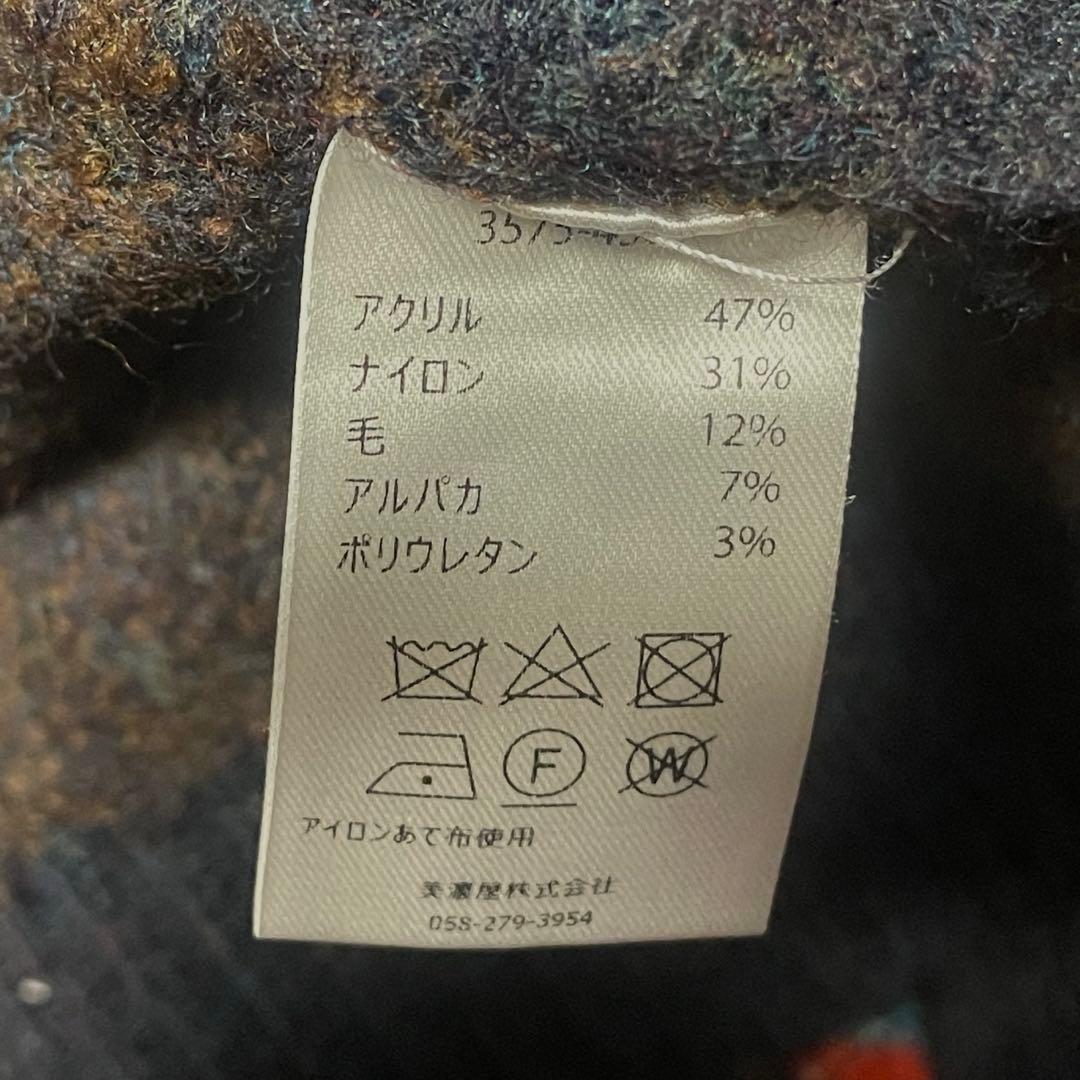 アクリル 47%
ナイロン 31%
毛 12%
アルパカ 7%
ポリウレタン 3%
F W
アイロンあて布使用
美濃屋株式会社
058-279-3954